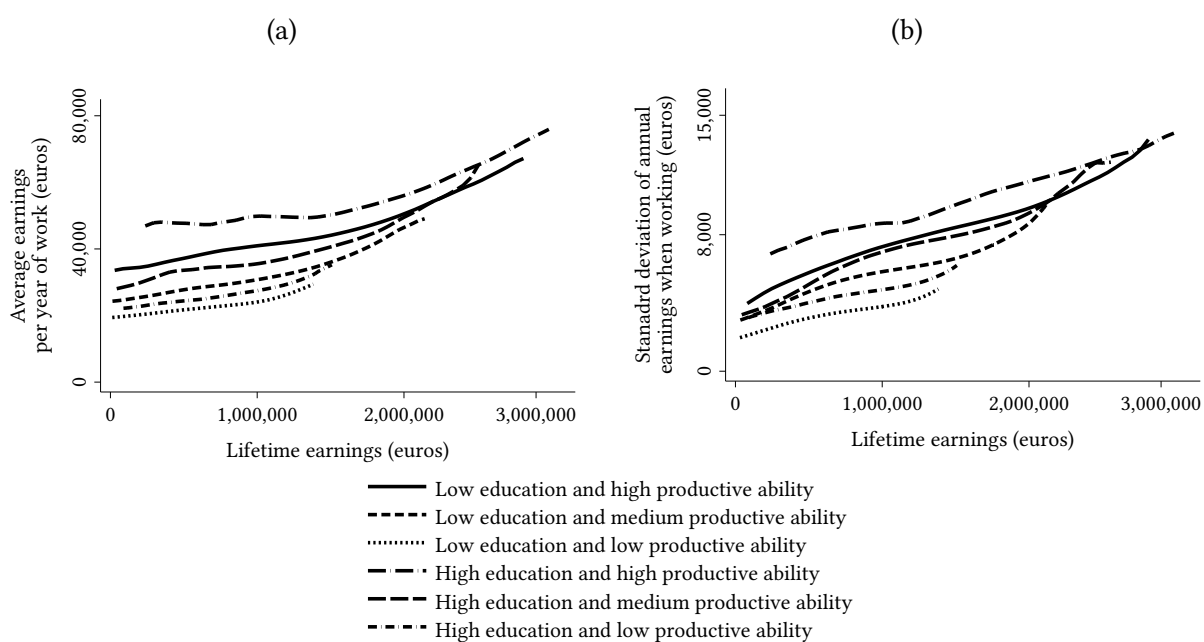 (a)
(b)
Average earnings
per year of work (euros)
80,000
40,000
0
0
1,000,000
2,000,000
3,000,000
Lifetime earnings (euros)
Stanadrd deviation of annual
earnings when working (euros)
15,000
8,000
0
0
1,000,000
2,000,000
3,000,000
Lifetime earnings (euros)
Low education and high productive ability
Low education and medium productive ability
Low education and low productive ability
High education and high productive ability
High education and medium productive ability
High education and low productive ability